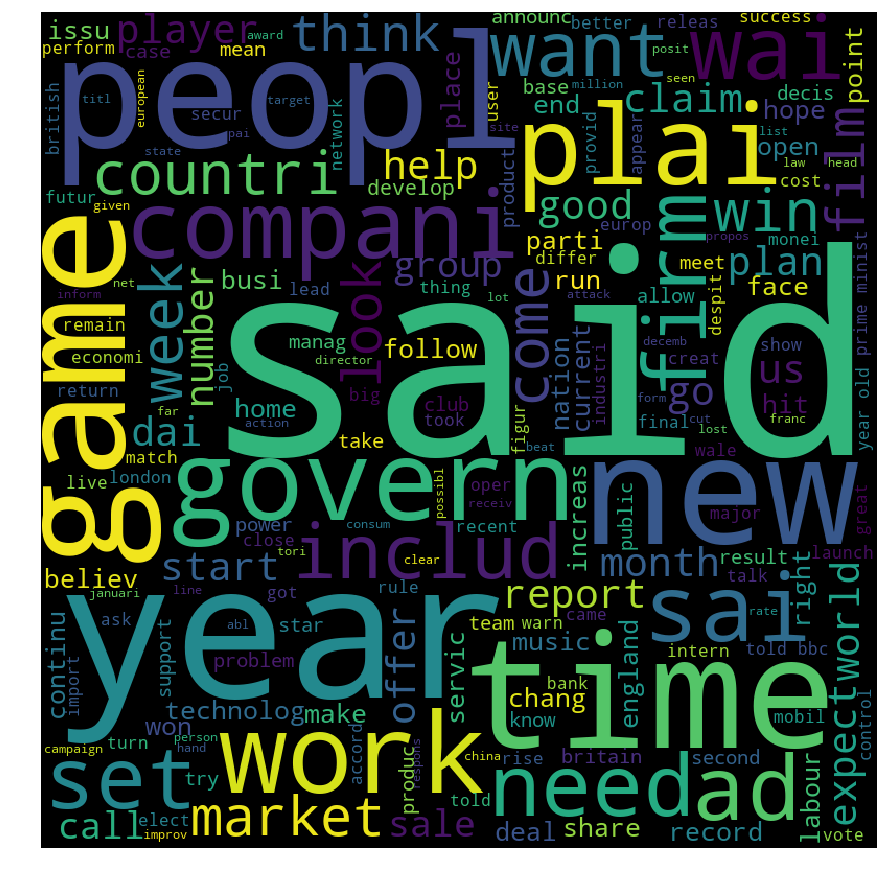 issu
player
think
announc
releas
better
success
perform
case
mean
award
want
wai
posit
seen
point
peopl
british
titl
european
secur
target
network
place
user
base
end
claim
decis
million
list
hope
film
pai
state
site
product
provid
appear
open
law
head
countri
help
plai
cost
futur
given
develop
good
win
europ
propos
monei
game
compani
firm
parti
differ
meet
plan
year old prime minist
inform
net
busi
group
run
despit
remain
week
number
lead
look
thing
lot
attack
allow
face
economi
manag
follow
come
nation
current
industri
decemb
creat
show
us
said
director
return
job
big
club
form
cut
go
hit
far
home
took
figur
final
lost
franc
dai
action
take
beat
match
wale
live
london
govern
oper
possibl
new
receiv
increas
public
major
great
power
close
consum
recent
tori
clear
believ
start
includ
month
result
launch
januari
line
got
rule
report
talk
right
year
sai
ask
abl
star
team
warn
came
rate
continu
import
support
problem
offer
servic
music
england
intern
told bbc
expect
world
time
technolog
make
bank
chang
know
mobil
control
won
person
campaign
turn
hand
accord
china
britain
rise
second
set
try
work
produc
respons
told
need
ad
labour
call
elect
improv
market
sale
deal
share
record
vote